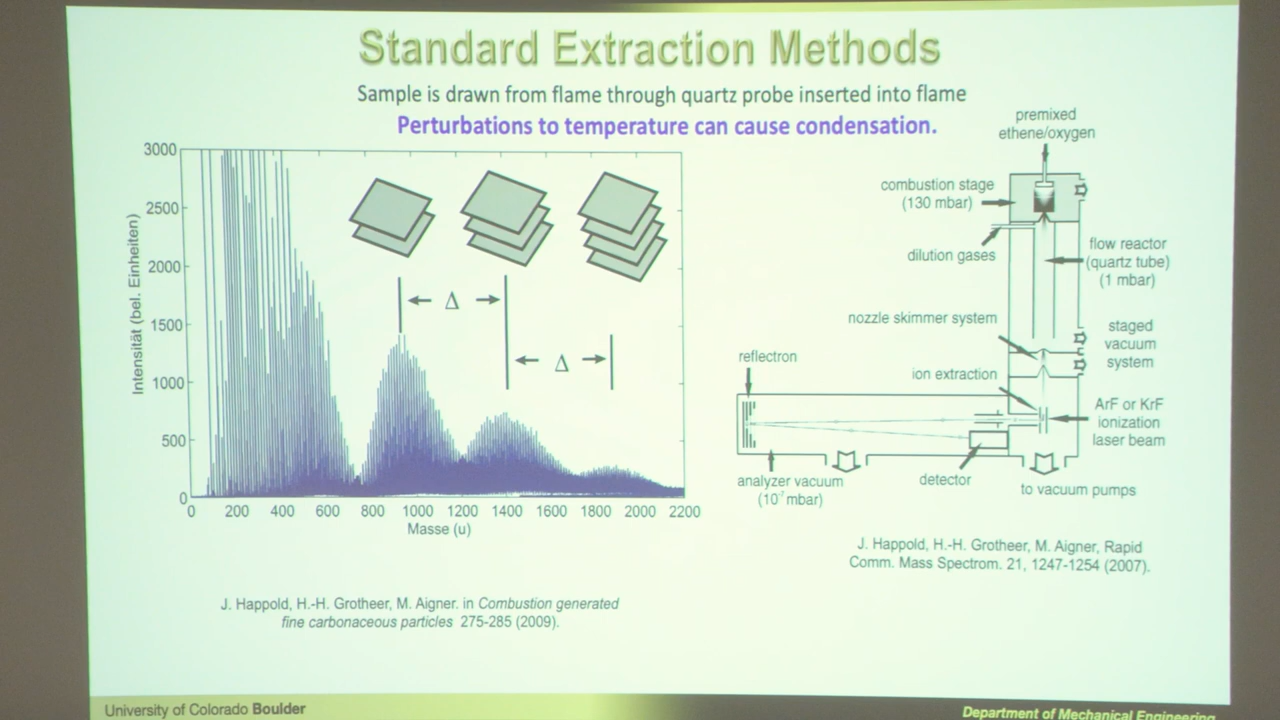 Standard Extraction Methods
Sample is drawn from flame through quartz probe inserted into flame
Perturbations to temperature can cause condensation.
Intensität (bel. Einheiten)
3000
2500
2000
1500
1000
500
0
Δ
Δ
0 200 400 600 800 1000 1200 1400 1600 1800 2000 2200
Masse (u)
J. Happold, H.-H. Grotheer, M. Aigner. in Combustion generated
fine carbonaceous particles 275-285 (2009).
premixed
ethene/oxygen
combustion stage
(130 mbar)
dilution gases
flow reactor
(quartz tube)
(1 mbar)
nozzle skimmer system
staged
vacuum
system
reflectron
ion extraction
ArF or KrF
ionization
laser beam
analyzer vacuum
(10⁻⁷ mbar)
detector
to vacuum pumps
J. Happold, H.-H. Grotheer, M. Aigner, Rapid
Comm. Mass Spectrom. 21, 1247-1254 (2007).
University of Colorado Boulder
Department of Mechanical Engineering